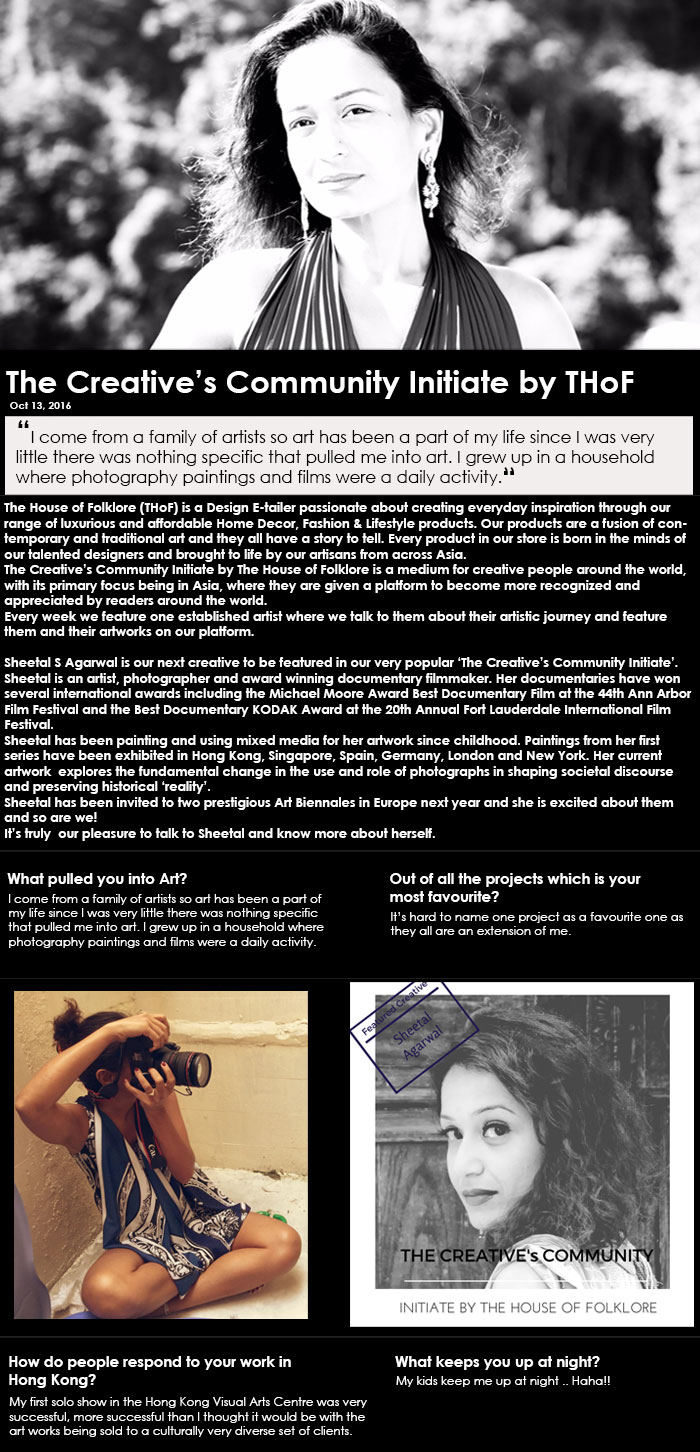 The Creative's Community Initiate by THoF
Oct 13, 2016
“I come from a family of artists so art has been a part of my life since I was very
little there was nothing specific that pulled me into art. I grew up in a household
where photography paintings and films were a daily activity.“
The House of Folklore (THoF) is a Design E-tailer passionate about creating everyday inspiration through our
range of luxurious and affordable Home Decor, Fashion & Lifestyle products. Our products are a fusion of con-
temporary and traditional art and they all have a story to tell. Every product in our store is born in the minds of
our talented designers and brought to life by our artisans from across Asia.
The Creative's Community Initiate by The House of Folklore is a medium for creative people around the world,
with its primary focus being in Asia, where they are given a platform to become more recognized and
appreciated by readers around the world.
Every week we feature one established artist where we talk to them about their artistic journey and feature
them and their artworks on our platform.
Sheetal S Agarwal is our next creative to be featured in our very popular ‘The Creative's Community Initiate’.
Sheetal is an artist, photographer and award winning documentary filmmaker. Her documentaries have won
several international awards including the Michael Moore Award Best Documentary Film at the 44th Ann Arbor
Film Festival and the Best Documentary KODAK Award at the 20th Annual Fort Lauderdale International Film
Festival.
Sheetal has been painting and using mixed media for her artwork since childhood. Paintings from her first
series have been exhibited in Hong Kong, Singapore, Spain, Germany, London and New York. Her current
artwork explores the fundamental change in the use and role of photographs in shaping societal discourse
and preserving historical ‘reality’.
Sheetal has been invited to two prestigious Art Biennales in Europe next year and she is excited about them
and so are we!
It's truly our pleasure to talk to Sheetal and know more about herself.
What pulled you into Art?
I come from a family of artists so art has been a part of
my life since I was very little there was nothing specific
that pulled me into art. I grew up in a household where
photography paintings and films were a daily activity.
Out of all the projects which is your
most favourite?
It's hard to name one project as a favourite one as
they all are an extension of me.
Featured Creative
Sheetal
Agarwal
THE CREATIVE's COMMUNITY
INITIATE BY THE HOUSE OF FOLKLORE
How do people respond to your work in
Hong Kong?
My first solo show in the Hong Kong Visual Arts Centre was very
successful, more successful than I thought it would be with the
art works being sold to a culturally very diverse set of clients.
What keeps you up at night?
My kids keep me up at night .. Haha!!